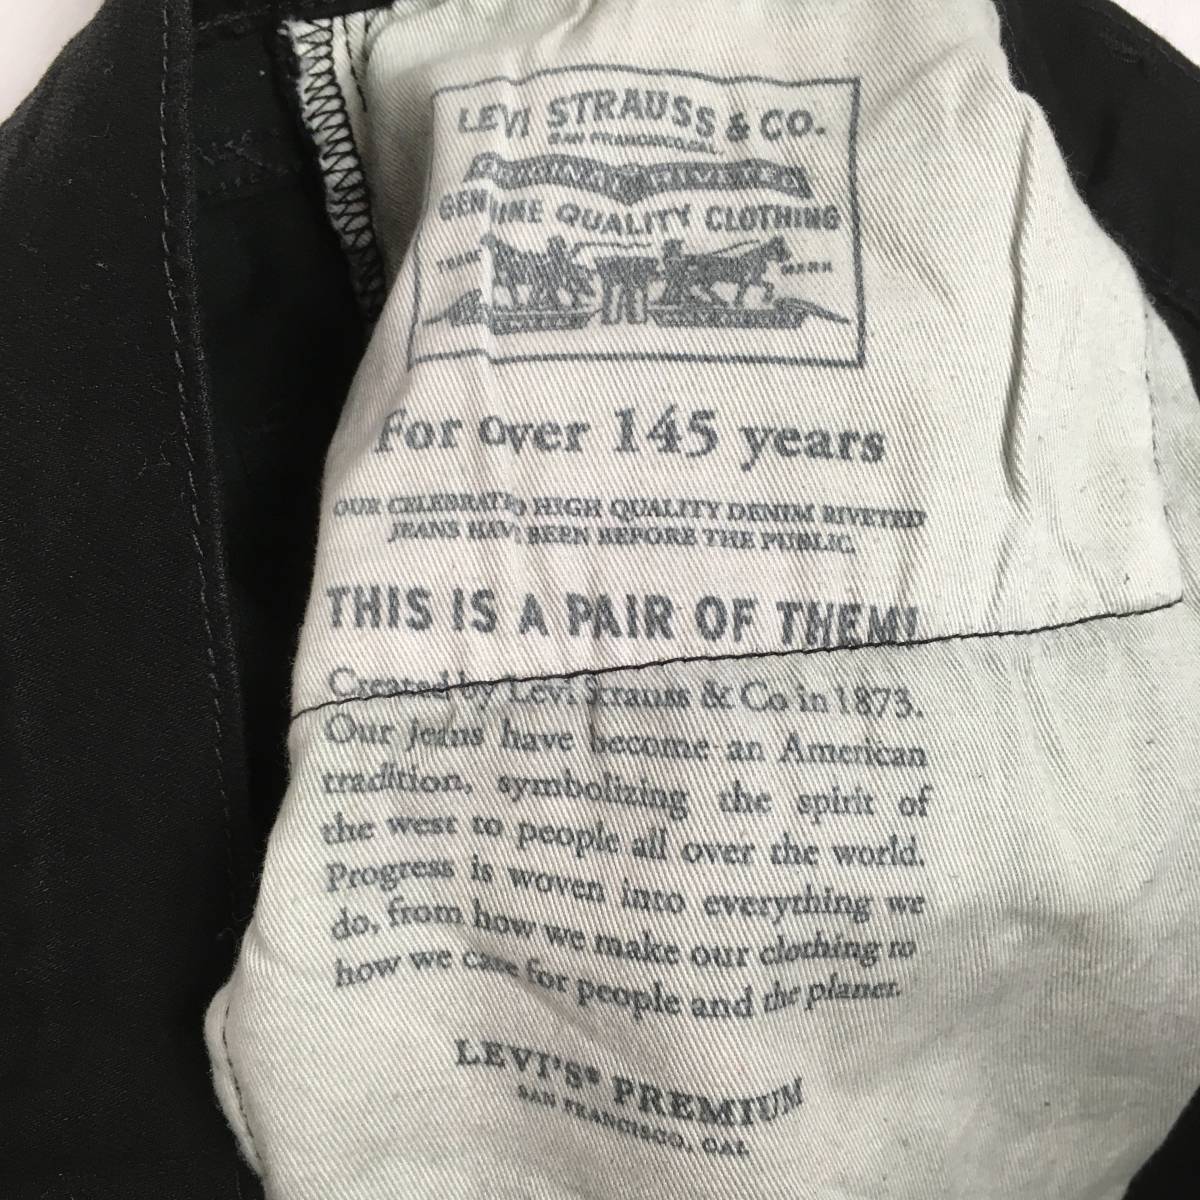 LEVI STRAUSS & CO.
SAN FRANCISCO, CAL.
ORIGINAL RIVETED
GENUINE QUALITY CLOTHING
TRADE MARK
For over 145 years
OUR CELEBRATED HIGH QUALITY DENIM RIVETED
JEANS HAVE BEEN BEFORE THE PUBLIC.
THIS IS A PAIR OF THEM!
Created by Levi Strauss & Co in 1873.
Our jeans have become an American
tradition, symbolizing the spirit of
the west to people all over the world.
Progress is woven into everything we
do, from how we make our clothing to
how we care for people and the planet.
LEVI'S® PREMIUM
SAN FRANCISCO, CAL